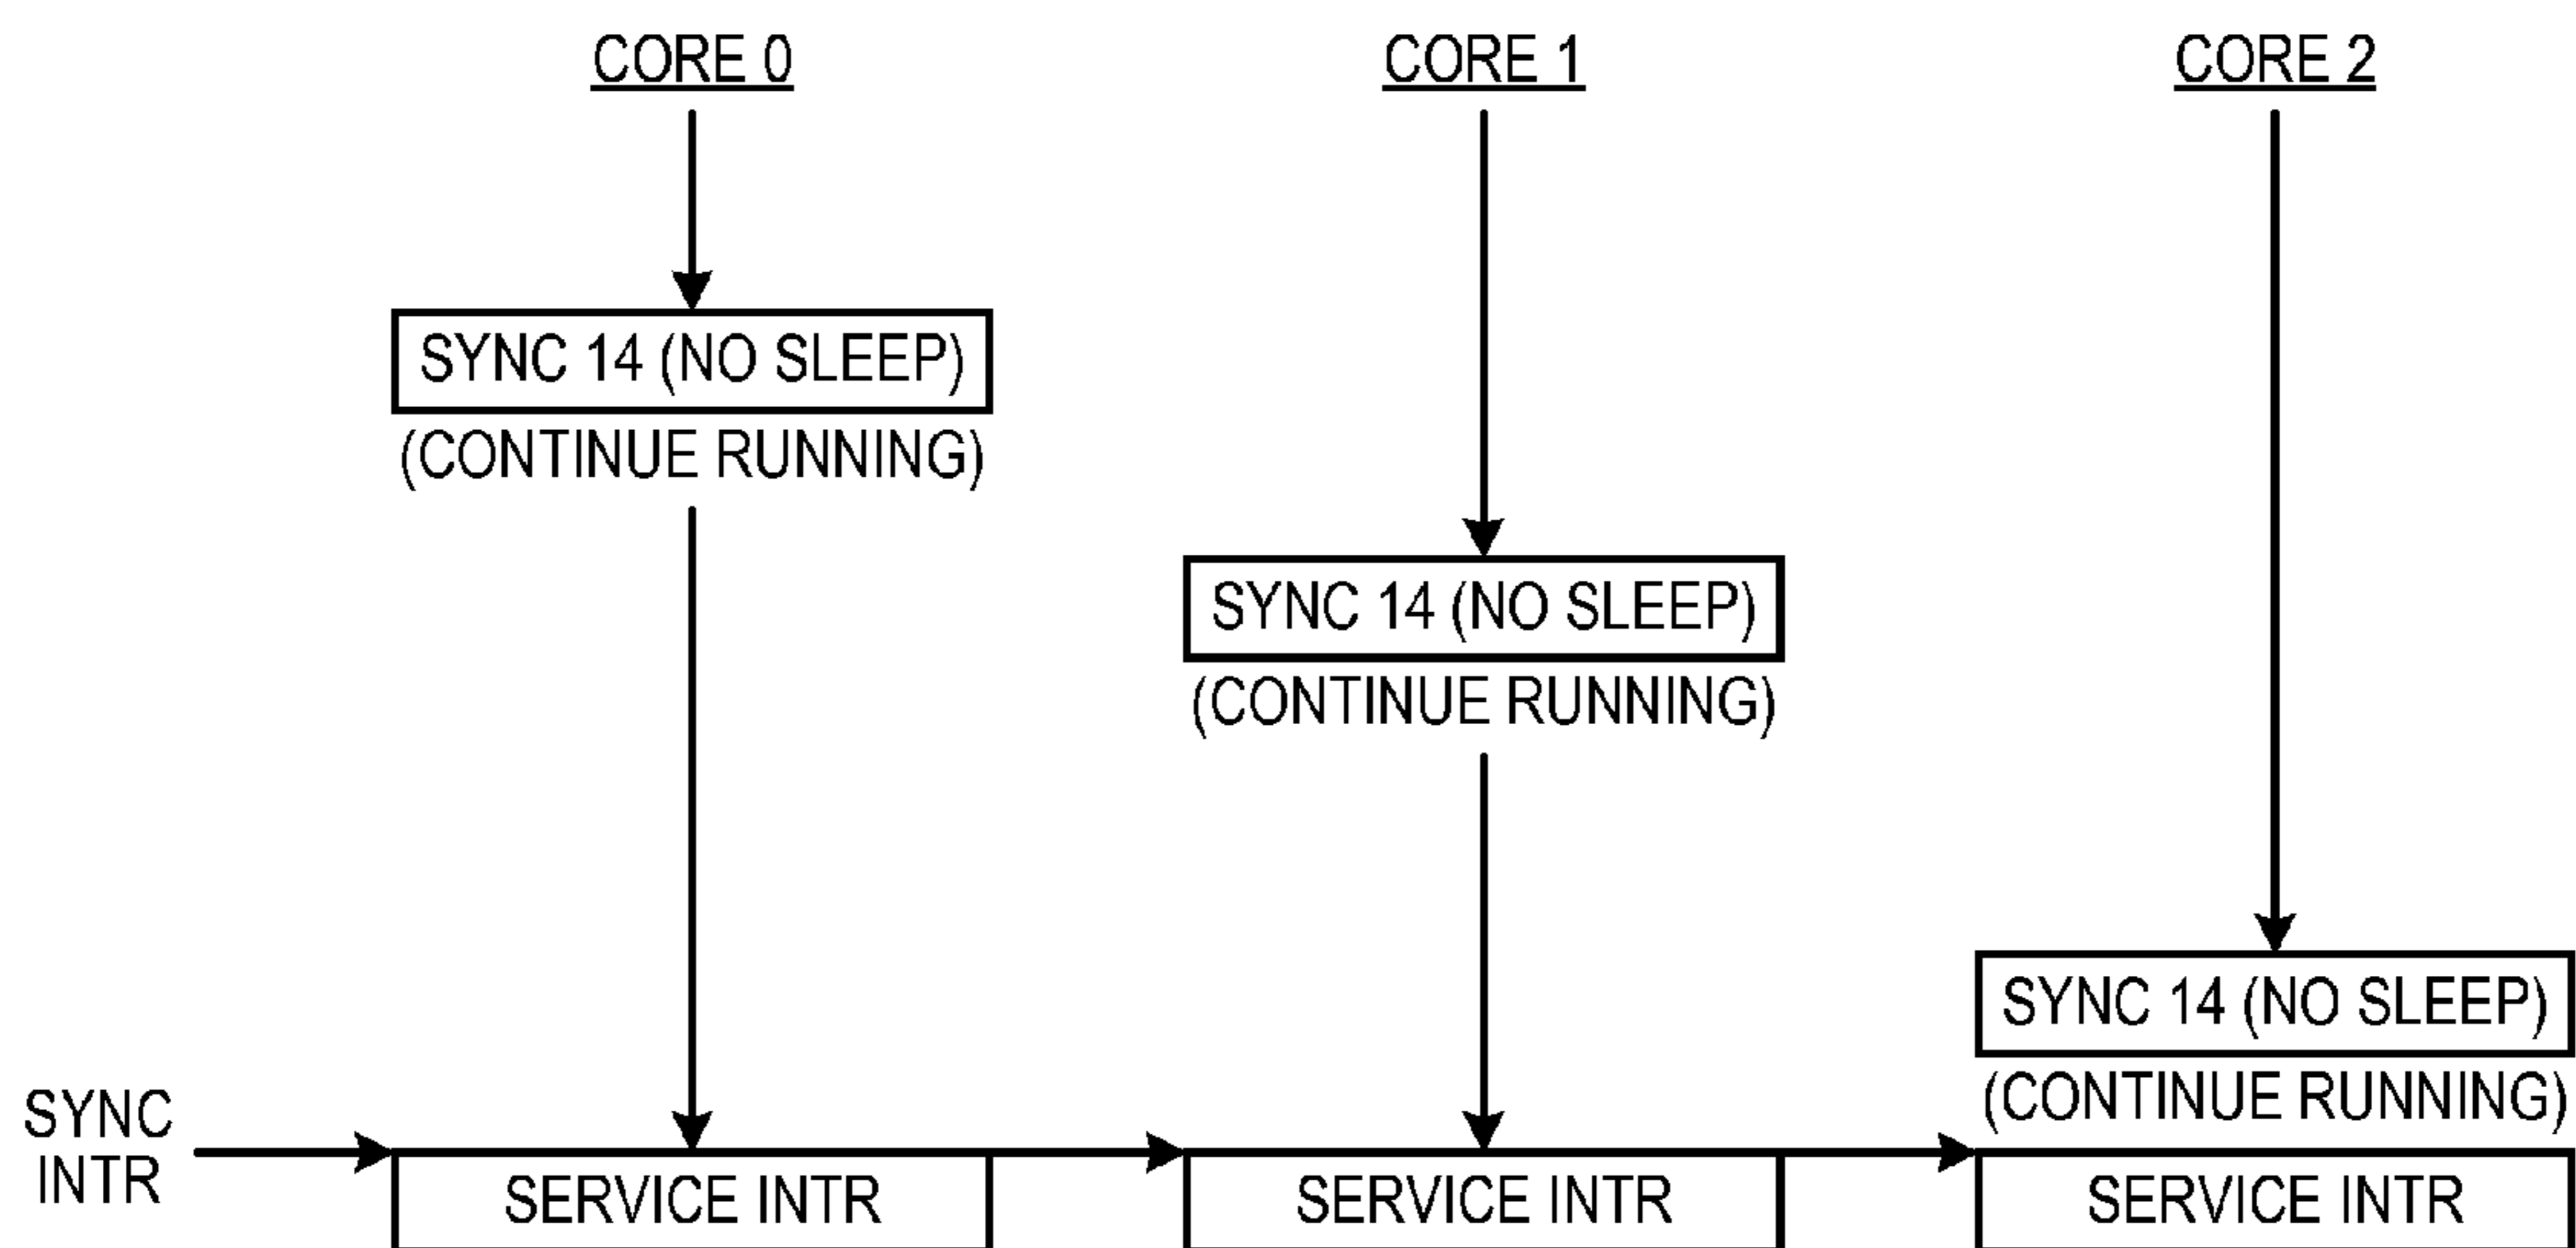 CORE 0
CORE 1
CORE 2
SYNC 14 (NO SLEEP)
(CONTINUE RUNNING)
SYNC 14 (NO SLEEP)
(CONTINUE RUNNING)
SYNC 14 (NO SLEEP)
(CONTINUE RUNNING)
SYNC
INTR
SERVICE INTR
SERVICE INTR
SERVICE INTR